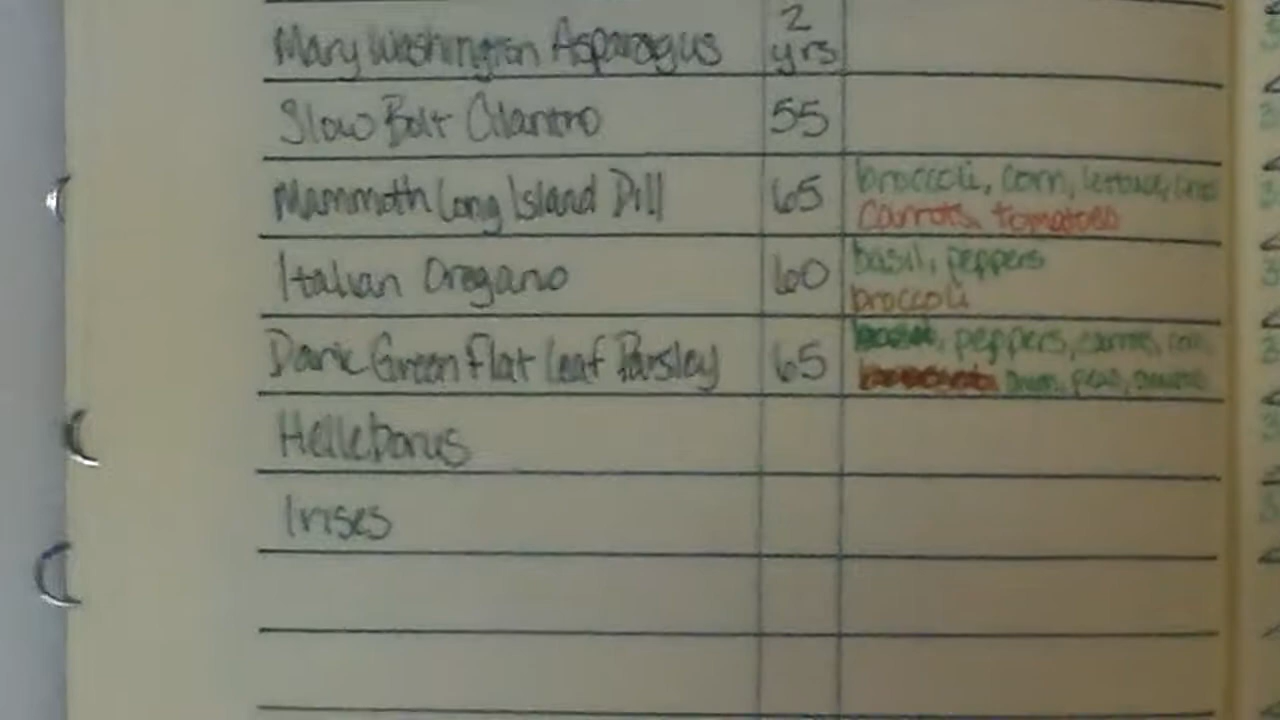 Mary Washington Asparagus 2 yrs
Slow Bolt Cilantro 55
Mammoth Long Island Dill 65 broccoli, corn, lettuce,
carrots, tomatoes
Italian Oregano 60 basil, peppers
broccoli
Dark Green Flat Leaf Parsley 65 peppers, carrots,
Hellebonus
Irises